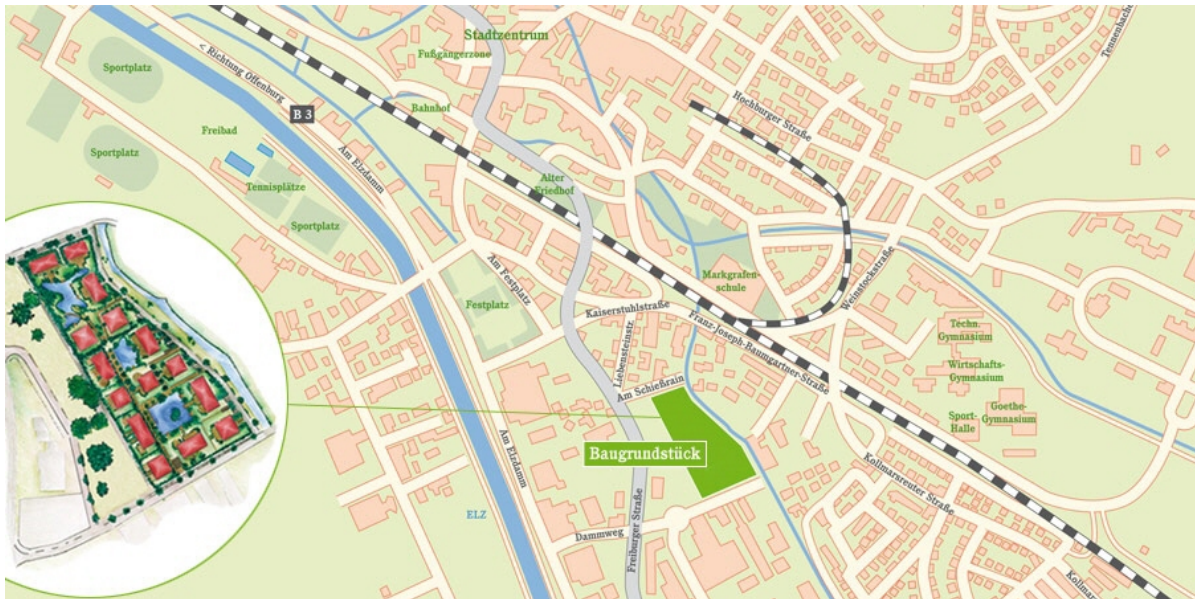 Stadtzentrum
Fußgängerzone
Sportplatz
< Richtung Offenburg
Tennenbache
Hochburger Straße
Bahnhof
B 3
Freibad
Am Elzdamm
Sportplatz
Alter
Friedhof
Tennisplätze
Sportplatz
Am Festplatz
Markgrafen-
schule
Weinstockstraße
Festplatz
Kaiserstuhlstraße
Franz-Joseph-Baumgartner-Straße
Techn.
Gymnasium
Liebensteinstr.
Wirtschafts-
Gymnasium
Am Schießrain
Goethe-
Gymnasium
Sport-
Halle
Baugrundstück
Am Elzdamm
Kollmarsreuter Straße
ELZ
Dammweg
Freiburger Straße
Kollmars